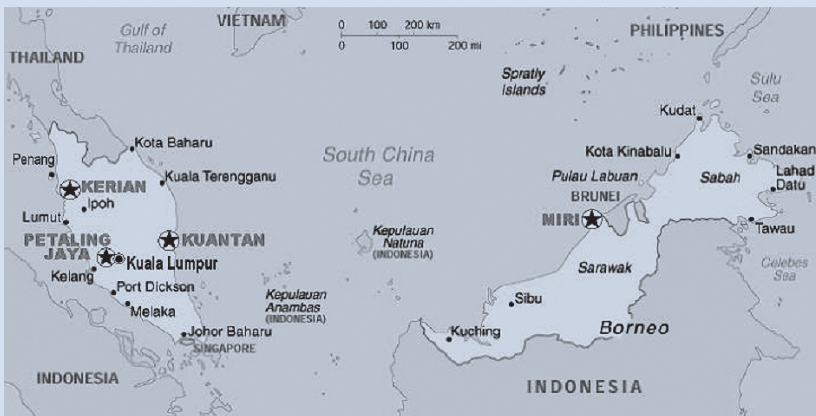 VIETNAM
Gulf of
Thailand
THAILAND
0 100 200 km
0 100 200 mi
PHILIPPINES
Spratly
Islands
Sulu
Sea
Kudat
Kota Baharu
Penang
Kuala Terengganu
KERIAN
Ipoh
Lumut
PETALING
JAYA
KUANTAN
Kuala Lumpur
Kelang
Port Dickson
Melaka
Johor Baharu
SINGAPORE
INDONESIA
South China
Sea
Kepulauan
Natuna
(INDONESIA)
Kepulauan
Anambas
(INDONESIA)
Kota Kinabalu
Sandakan
Pulau Labuan
Sabah
Lahad
Datu
BRUNEI
MIRI
Tawau
Celebes
Sea
Sarawak
Sibu
Kuching
Borneo
INDONESIA